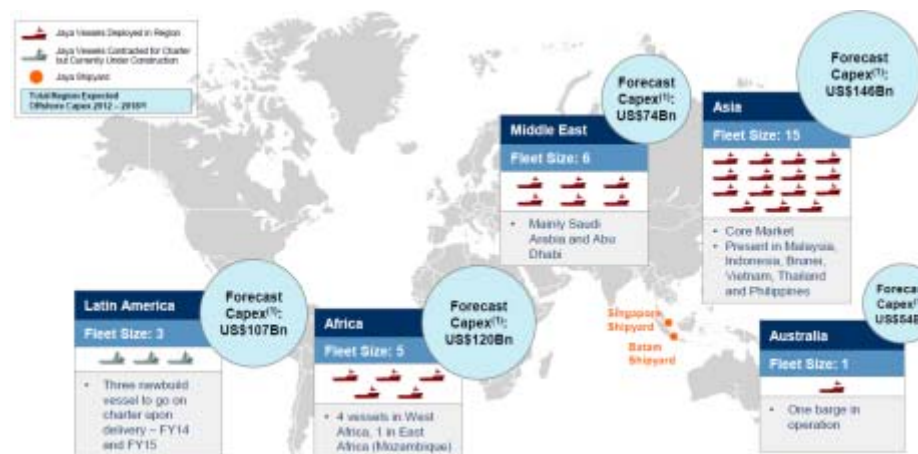 Jaya Vessels Deployed in Region
Jaya Vessels Contracted for Charter
but Currently Under Construction
Jaya Shipyard
Total Region Expected
Offshore Capex 2012 – 2018
Forecast
Capex(1):
US$74Bn
Middle East
Fleet Size: 6
• Mainly Saudi
Arabia and Abu
Dhabi
Forecast
Capex(1):
US$146Bn
Asia
Fleet Size: 15
• Core Market
• Present in Malaysia,
Indonesia, Brunei,
Vietnam, Thailand
and Philippines
Forecast
Capex(1):
US$107Bn
Latin America
Fleet Size: 3
• Three newbuild
vessel to go on
charter upon
delivery – FY14
and FY15
Forecast
Capex(1):
US$120Bn
Africa
Fleet Size: 5
• 4 vessels in West
Africa, 1 in East
Africa (Mozambique)
Singapore
Shipyard
Batam
Shipyard
Foreca
Capex(
US$54B
Australia
Fleet Size: 1
• One barge in
operation